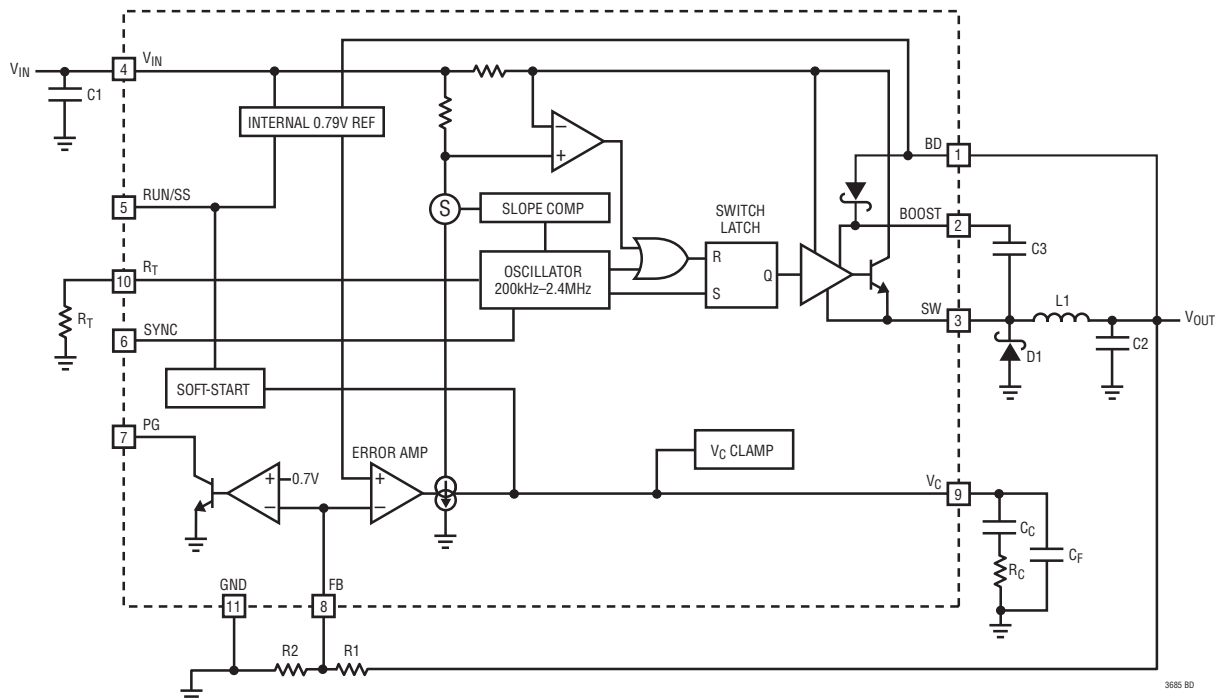 VIN
C1
4
VIN
INTERNAL 0.79V REF
5
RUN/SS
10
RT
RT
6
SYNC
SOFT-START
7
PG
0.7V
+
–
ERROR AMP
+
–
–
+
S
SLOPE COMP
OSCILLATOR
200kHz–2.4MHz
SWITCH
LATCH
R
S
Q
BD
1
BOOST
2
C3
SW
3
L1
D1
C2
VOUT
VC CLAMP
VC
9
CC
RC
CF
GND
11
FB
8
R2
R1
3685 BD